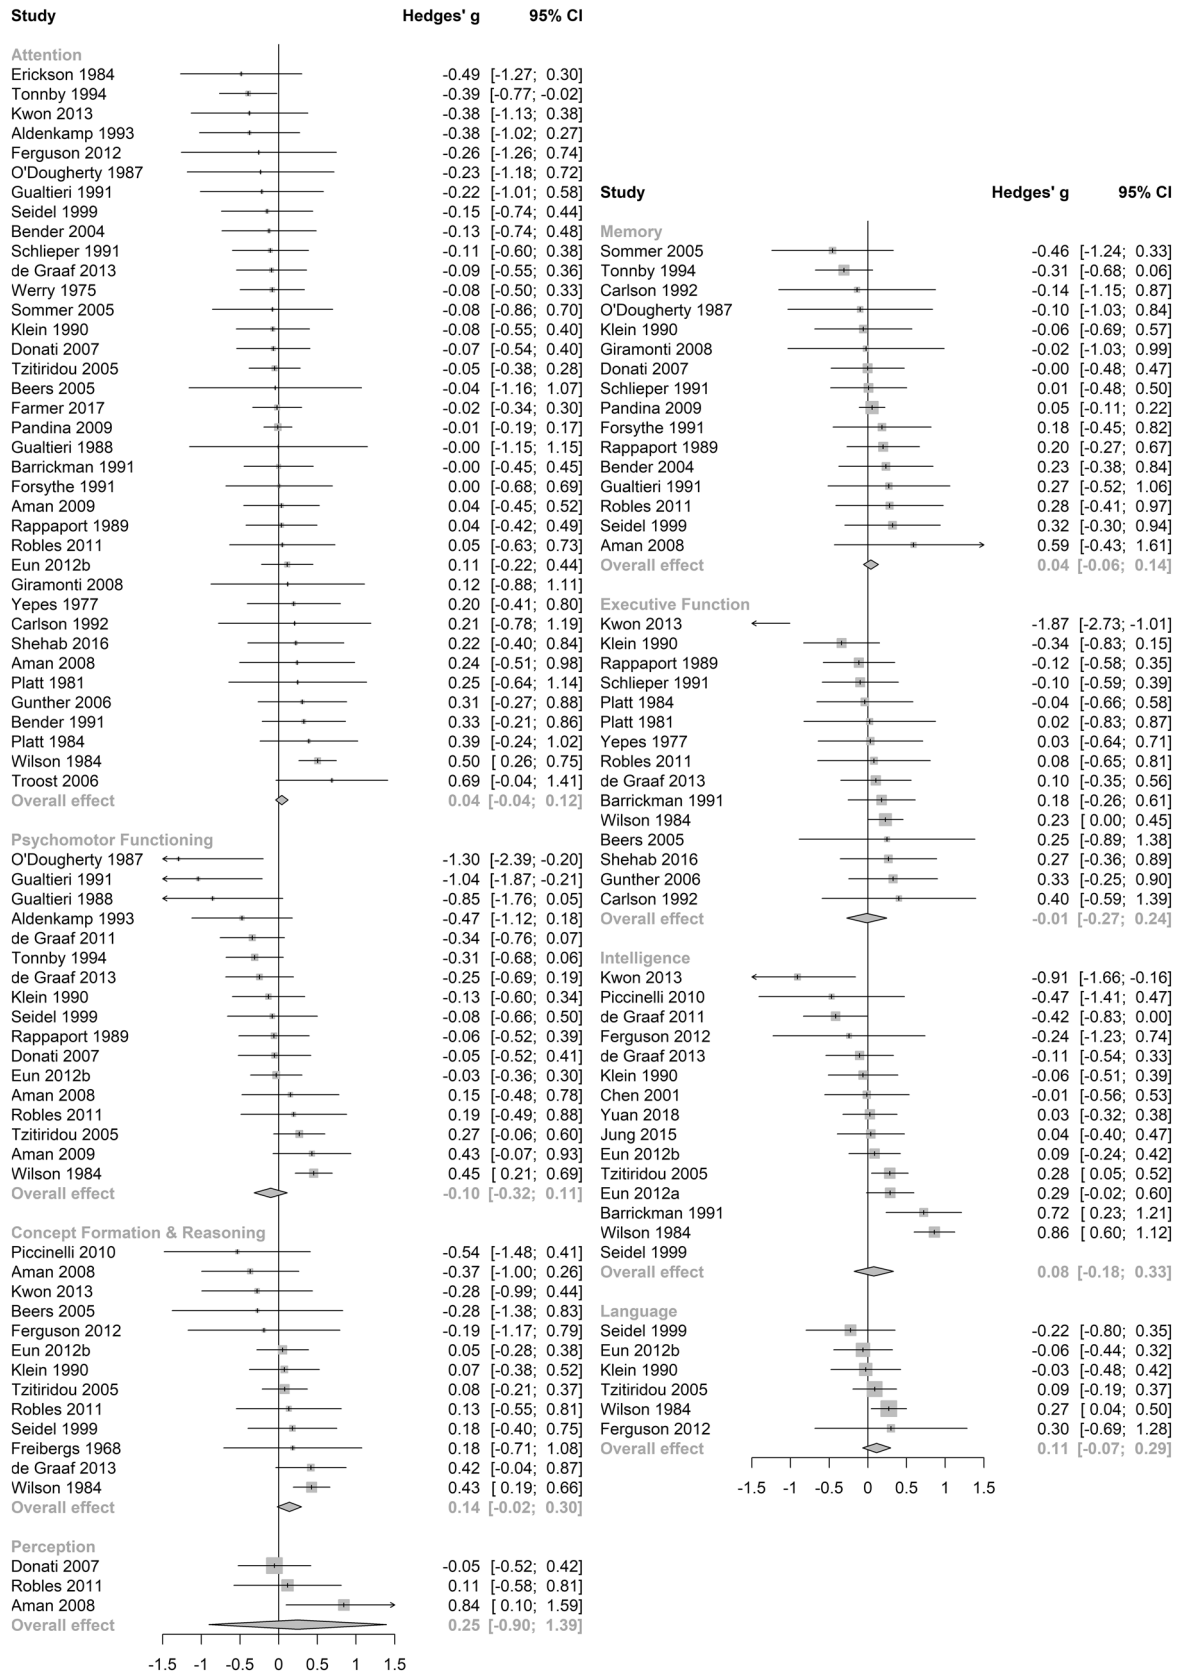 Study Hedges' g 95% CI
Attention
Erickson 1984 -0.49 [-1.27; 0.30]
Tonnby 1994 -0.39 [-0.77; -0.02]
Kwon 2013 -0.38 [-1.13; 0.38]
Aldenkamp 1993 -0.38 [-1.02; 0.27]
Ferguson 2012 -0.26 [-1.26; 0.74]
O'Dougherty 1987 -0.23 [-1.18; 0.72]
Gualtieri 1991 -0.22 [-1.01; 0.58]
Seidel 1999 -0.15 [-0.74; 0.44]
Bender 2004 -0.13 [-0.74; 0.48]
Schlieper 1991 -0.11 [-0.60; 0.38]
de Graaf 2013 -0.09 [-0.55; 0.36]
Werry 1975 -0.08 [-0.50; 0.33]
Sommer 2005 -0.08 [-0.86; 0.70]
Klein 1990 -0.08 [-0.55; 0.40]
Donati 2007 -0.07 [-0.54; 0.40]
Tzitiridou 2005 -0.05 [-0.38; 0.28]
Beers 2005 -0.04 [-1.16; 1.07]
Farmer 2017 -0.02 [-0.34; 0.30]
Pandina 2009 -0.01 [-0.19; 0.17]
Gualtieri 1988 -0.00 [-1.15; 1.15]
Barrickman 1991 -0.00 [-0.45; 0.45]
Forsythe 1991 0.00 [-0.68; 0.69]
Aman 2009 0.04 [-0.45; 0.52]
Rappaport 1989 0.04 [-0.42; 0.49]
Robles 2011 0.05 [-0.63; 0.73]
Eun 2012b 0.11 [-0.22; 0.44]
Giramonti 2008 0.12 [-0.88; 1.11]
Yepes 1977 0.20 [-0.41; 0.80]
Carlson 1992 0.21 [-0.78; 1.19]
Shehab 2016 0.22 [-0.40; 0.84]
Aman 2008 0.24 [-0.51; 0.98]
Platt 1981 0.25 [-0.64; 1.14]
Gunther 2006 0.31 [-0.27; 0.88]
Bender 1991 0.33 [-0.21; 0.86]
Platt 1984 0.39 [-0.24; 1.02]
Wilson 1984 0.50 [ 0.26; 0.75]
Troost 2006 0.69 [-0.04; 1.41]
Overall effect 0.04 [-0.04; 0.12]
Psychomotor Functioning
O'Dougherty 1987 -1.30 [-2.39; -0.20]
Gualtieri 1991 -1.04 [-1.87; -0.21]
Gualtieri 1988 -0.85 [-1.76; 0.05]
Aldenkamp 1993 -0.47 [-1.12; 0.18]
de Graaf 2011 -0.34 [-0.76; 0.07]
Tonnby 1994 -0.31 [-0.68; 0.06]
de Graaf 2013 -0.25 [-0.69; 0.19]
Klein 1990 -0.13 [-0.60; 0.34]
Seidel 1999 -0.08 [-0.66; 0.50]
Rappaport 1989 -0.06 [-0.52; 0.39]
Donati 2007 -0.05 [-0.52; 0.41]
Eun 2012b -0.03 [-0.36; 0.30]
Aman 2008 0.15 [-0.48; 0.78]
Robles 2011 0.19 [-0.49; 0.88]
Tzitiridou 2005 0.27 [-0.06; 0.60]
Aman 2009 0.43 [-0.07; 0.93]
Wilson 1984 0.45 [ 0.21; 0.69]
Overall effect -0.10 [-0.32; 0.11]
Concept Formation & Reasoning
Piccinelli 2010 -0.54 [-1.48; 0.41]
Aman 2008 -0.37 [-1.00; 0.26]
Kwon 2013 -0.28 [-0.99; 0.44]
Beers 2005 -0.28 [-1.38; 0.83]
Ferguson 2012 -0.19 [-1.17; 0.79]
Eun 2012b 0.05 [-0.28; 0.38]
Klein 1990 0.07 [-0.38; 0.52]
Tzitiridou 2005 0.08 [-0.21; 0.37]
Robles 2011 0.13 [-0.55; 0.81]
Seidel 1999 0.18 [-0.40; 0.75]
Freibergs 1968 0.18 [-0.71; 1.08]
de Graaf 2013 0.42 [-0.04; 0.87]
Wilson 1984 0.43 [ 0.19; 0.66]
Overall effect 0.14 [-0.02; 0.30]
Perception
Donati 2007 -0.05 [-0.52; 0.42]
Robles 2011 0.11 [-0.58; 0.81]
Aman 2008 0.84 [ 0.10; 1.59]
Overall effect 0.25 [-0.90; 1.39]
-1.5 -1 -0.5 0 0.5 1 1.5
Study Hedges' g 95% CI
Memory
Sommer 2005 -0.46 [-1.24; 0.33]
Tonnby 1994 -0.31 [-0.68; 0.06]
Carlson 1992 -0.14 [-1.15; 0.87]
O'Dougherty 1987 -0.10 [-1.03; 0.84]
Klein 1990 -0.06 [-0.69; 0.57]
Giramonti 2008 -0.02 [-1.03; 0.99]
Donati 2007 -0.00 [-0.48; 0.47]
Schlieper 1991 0.01 [-0.48; 0.50]
Pandina 2009 0.05 [-0.11; 0.22]
Forsythe 1991 0.18 [-0.45; 0.82]
Rappaport 1989 0.20 [-0.27; 0.67]
Bender 2004 0.23 [-0.38; 0.84]
Gualtieri 1991 0.27 [-0.52; 1.06]
Robles 2011 0.28 [-0.41; 0.97]
Seidel 1999 0.32 [-0.30; 0.94]
Aman 2008 0.59 [-0.43; 1.61]
Overall effect 0.04 [-0.06; 0.14]
Executive Function
Kwon 2013 -1.87 [-2.73; -1.01]
Klein 1990 -0.34 [-0.83; 0.15]
Rappaport 1989 -0.12 [-0.58; 0.35]
Schlieper 1991 -0.10 [-0.59; 0.39]
Platt 1984 -0.04 [-0.66; 0.58]
Platt 1981 0.02 [-0.83; 0.87]
Yepes 1977 0.03 [-0.64; 0.71]
Robles 2011 0.08 [-0.65; 0.81]
de Graaf 2013 0.10 [-0.35; 0.56]
Barrickman 1991 0.18 [-0.26; 0.61]
Wilson 1984 0.23 [ 0.00; 0.45]
Beers 2005 0.25 [-0.89; 1.38]
Shehab 2016 0.27 [-0.36; 0.89]
Gunther 2006 0.33 [-0.25; 0.90]
Carlson 1992 0.40 [-0.59; 1.39]
Overall effect -0.01 [-0.27; 0.24]
Intelligence
Kwon 2013 -0.91 [-1.66; -0.16]
Piccinelli 2010 -0.47 [-1.41; 0.47]
de Graaf 2011 -0.42 [-0.83; 0.00]
Ferguson 2012 -0.24 [-1.23; 0.74]
de Graaf 2013 -0.11 [-0.54; 0.33]
Klein 1990 -0.06 [-0.51; 0.39]
Chen 2001 -0.01 [-0.56; 0.53]
Yuan 2018 0.03 [-0.32; 0.38]
Jung 2015 0.04 [-0.40; 0.47]
Eun 2012b 0.09 [-0.24; 0.42]
Tzitiridou 2005 0.28 [ 0.05; 0.52]
Eun 2012a 0.29 [-0.02; 0.60]
Barrickman 1991 0.72 [ 0.23; 1.21]
Wilson 1984 0.86 [ 0.60; 1.12]
Seidel 1999
Overall effect 0.08 [-0.18; 0.33]
Language
Seidel 1999 -0.22 [-0.80; 0.35]
Eun 2012b -0.06 [-0.44; 0.32]
Klein 1990 -0.03 [-0.48; 0.42]
Tzitiridou 2005 0.09 [-0.19; 0.37]
Wilson 1984 0.27 [ 0.04; 0.50]
Ferguson 2012 0.30 [-0.69; 1.28]
Overall effect 0.11 [-0.07; 0.29]
-1.5 -1 -0.5 0 0.5 1 1.5